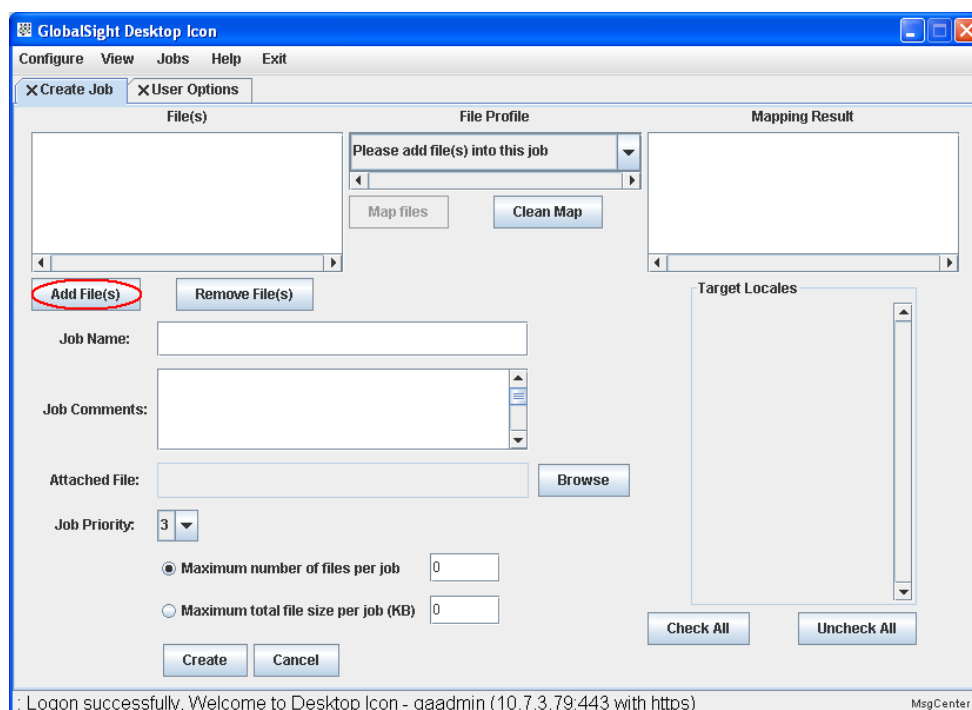 GlobalSight Desktop Icon
Configure View Jobs Help Exit
Create Job User Options
File(s) File Profile Mapping Result
Please add file(s) into this job
Map files Clean Map
Add File(s) Remove File(s)
Target Locales
Job Name:
Job Comments:
Attached File: Browse
Job Priority: 3
Maximum number of files per job 0
Maximum total file size per job (KB) 0
Check All Uncheck All
Create Cancel
: Logon successfully. Welcome to Desktop Icon - qaadmin (10.7.3.79:443 with https) MsgCenter